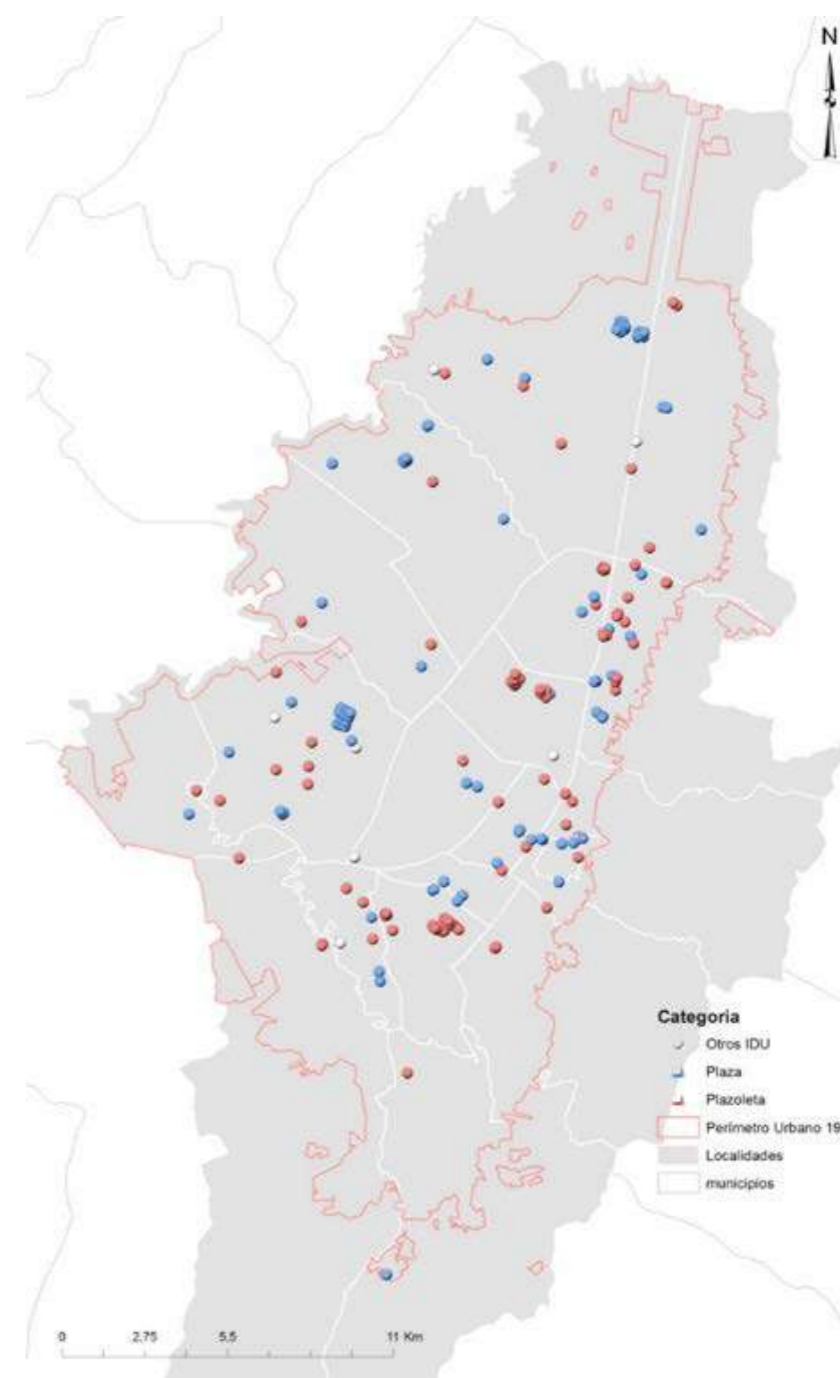 N
Categoria
Otros IDU
Plaza
Plazoleta
Perímetro Urbano 19
Localidades
municipios
0 2.75 5.5 11 Km